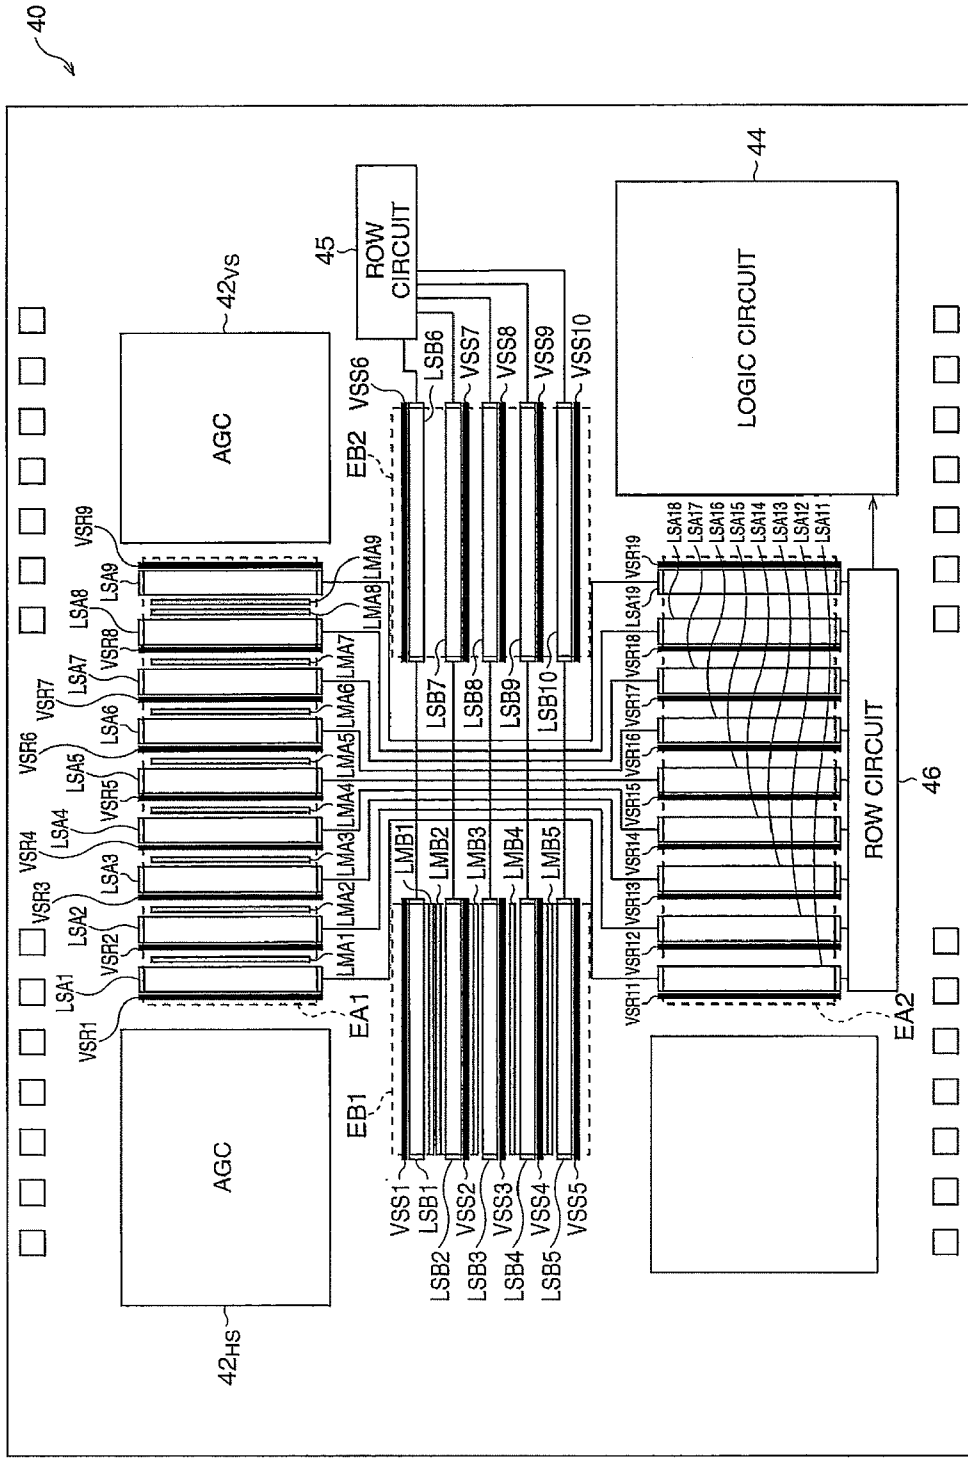 40
42HS
AGC
42VS
AGC
VSR1
LSA1
VSR2
LSA2
VSR3
LSA3
VSR4
LSA4
VSR5
LSA5
VSR6
LSA6
VSR7
LSA7
VSR8
LSA8
LSA9
VSR9
EA1
LMA1
LMA2
LMA3
LMA4
LMA5
LMA6
LMA7
LMA8
LMA9
EB1
VSS1
LSB1
LSB2
VSS2
LSB3
VSS3
LSB4
VSS4
LSB5
VSS5
LMB1
LMB2
LMB3
LMB4
LMB5
EB2
VSS6
LSB6
LSB7
VSS7
LSB8
VSS8
LSB9
VSS9
LSB10
VSS10
45
ROW
CIRCUIT
VSR11
VSR12
VSR13
VSR14
VSR15
VSR16
VSR17
VSR18
LSA19
VSR19
LSA18
LSA17
LSA16
LSA15
LSA14
LSA13
LSA12
LSA11
EA2
ROW CIRCUIT
46
LOGIC CIRCUIT
44